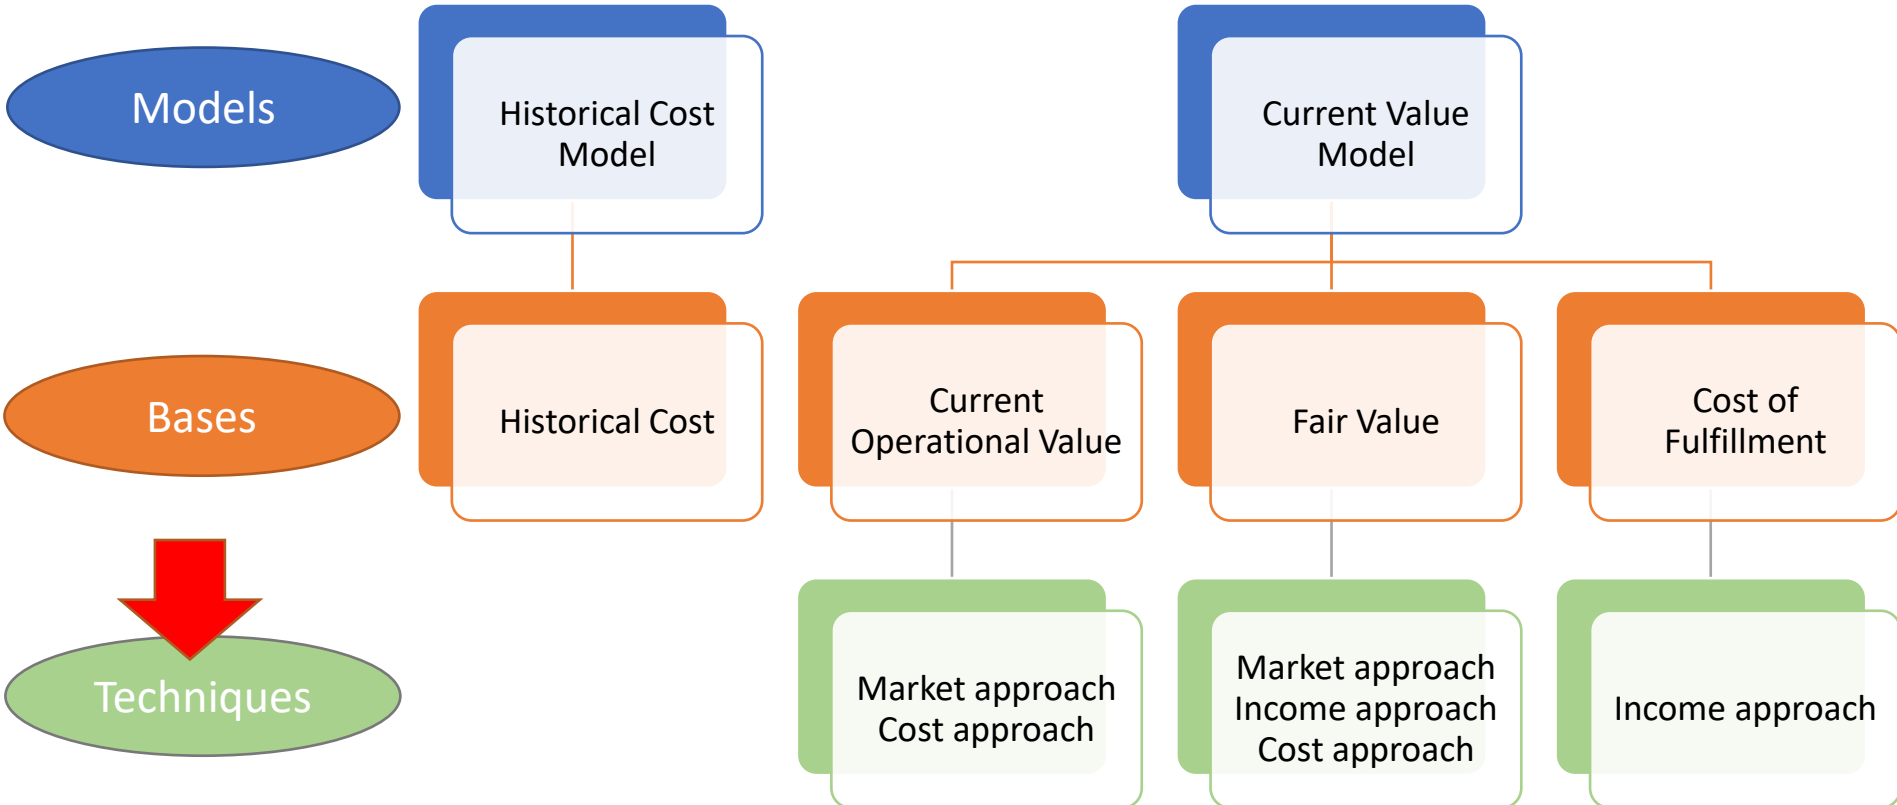 Models
Historical Cost
Model
Current Value
Model
Bases
Historical Cost
Current
Operational Value
Fair Value
Cost of
Fulfillment
Techniques
Market approach
Cost approach
Market approach
Income approach
Cost approach
Income approach